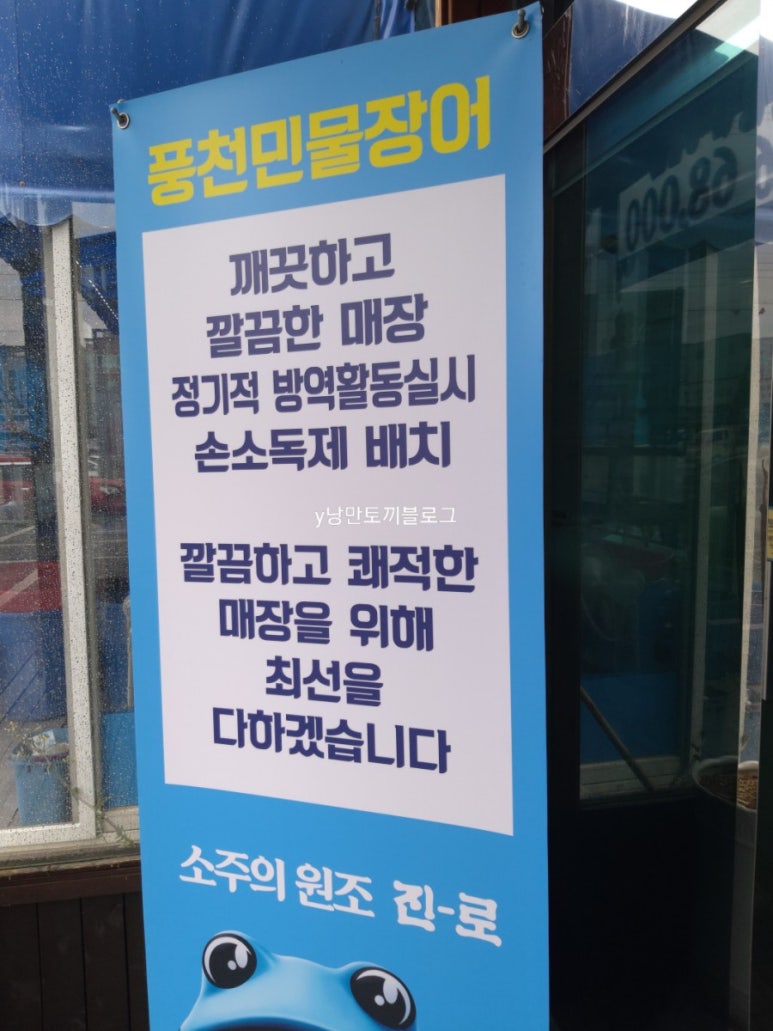 풍천민물장어
깨끗하고
깔끔한 매장
정기적 방역활동실시
손소독제 배치
y낭만토끼블로그
깔끔하고 쾌적한
매장을 위해
최선을
다하겠습니다
소주의 원조 진-로
68,000